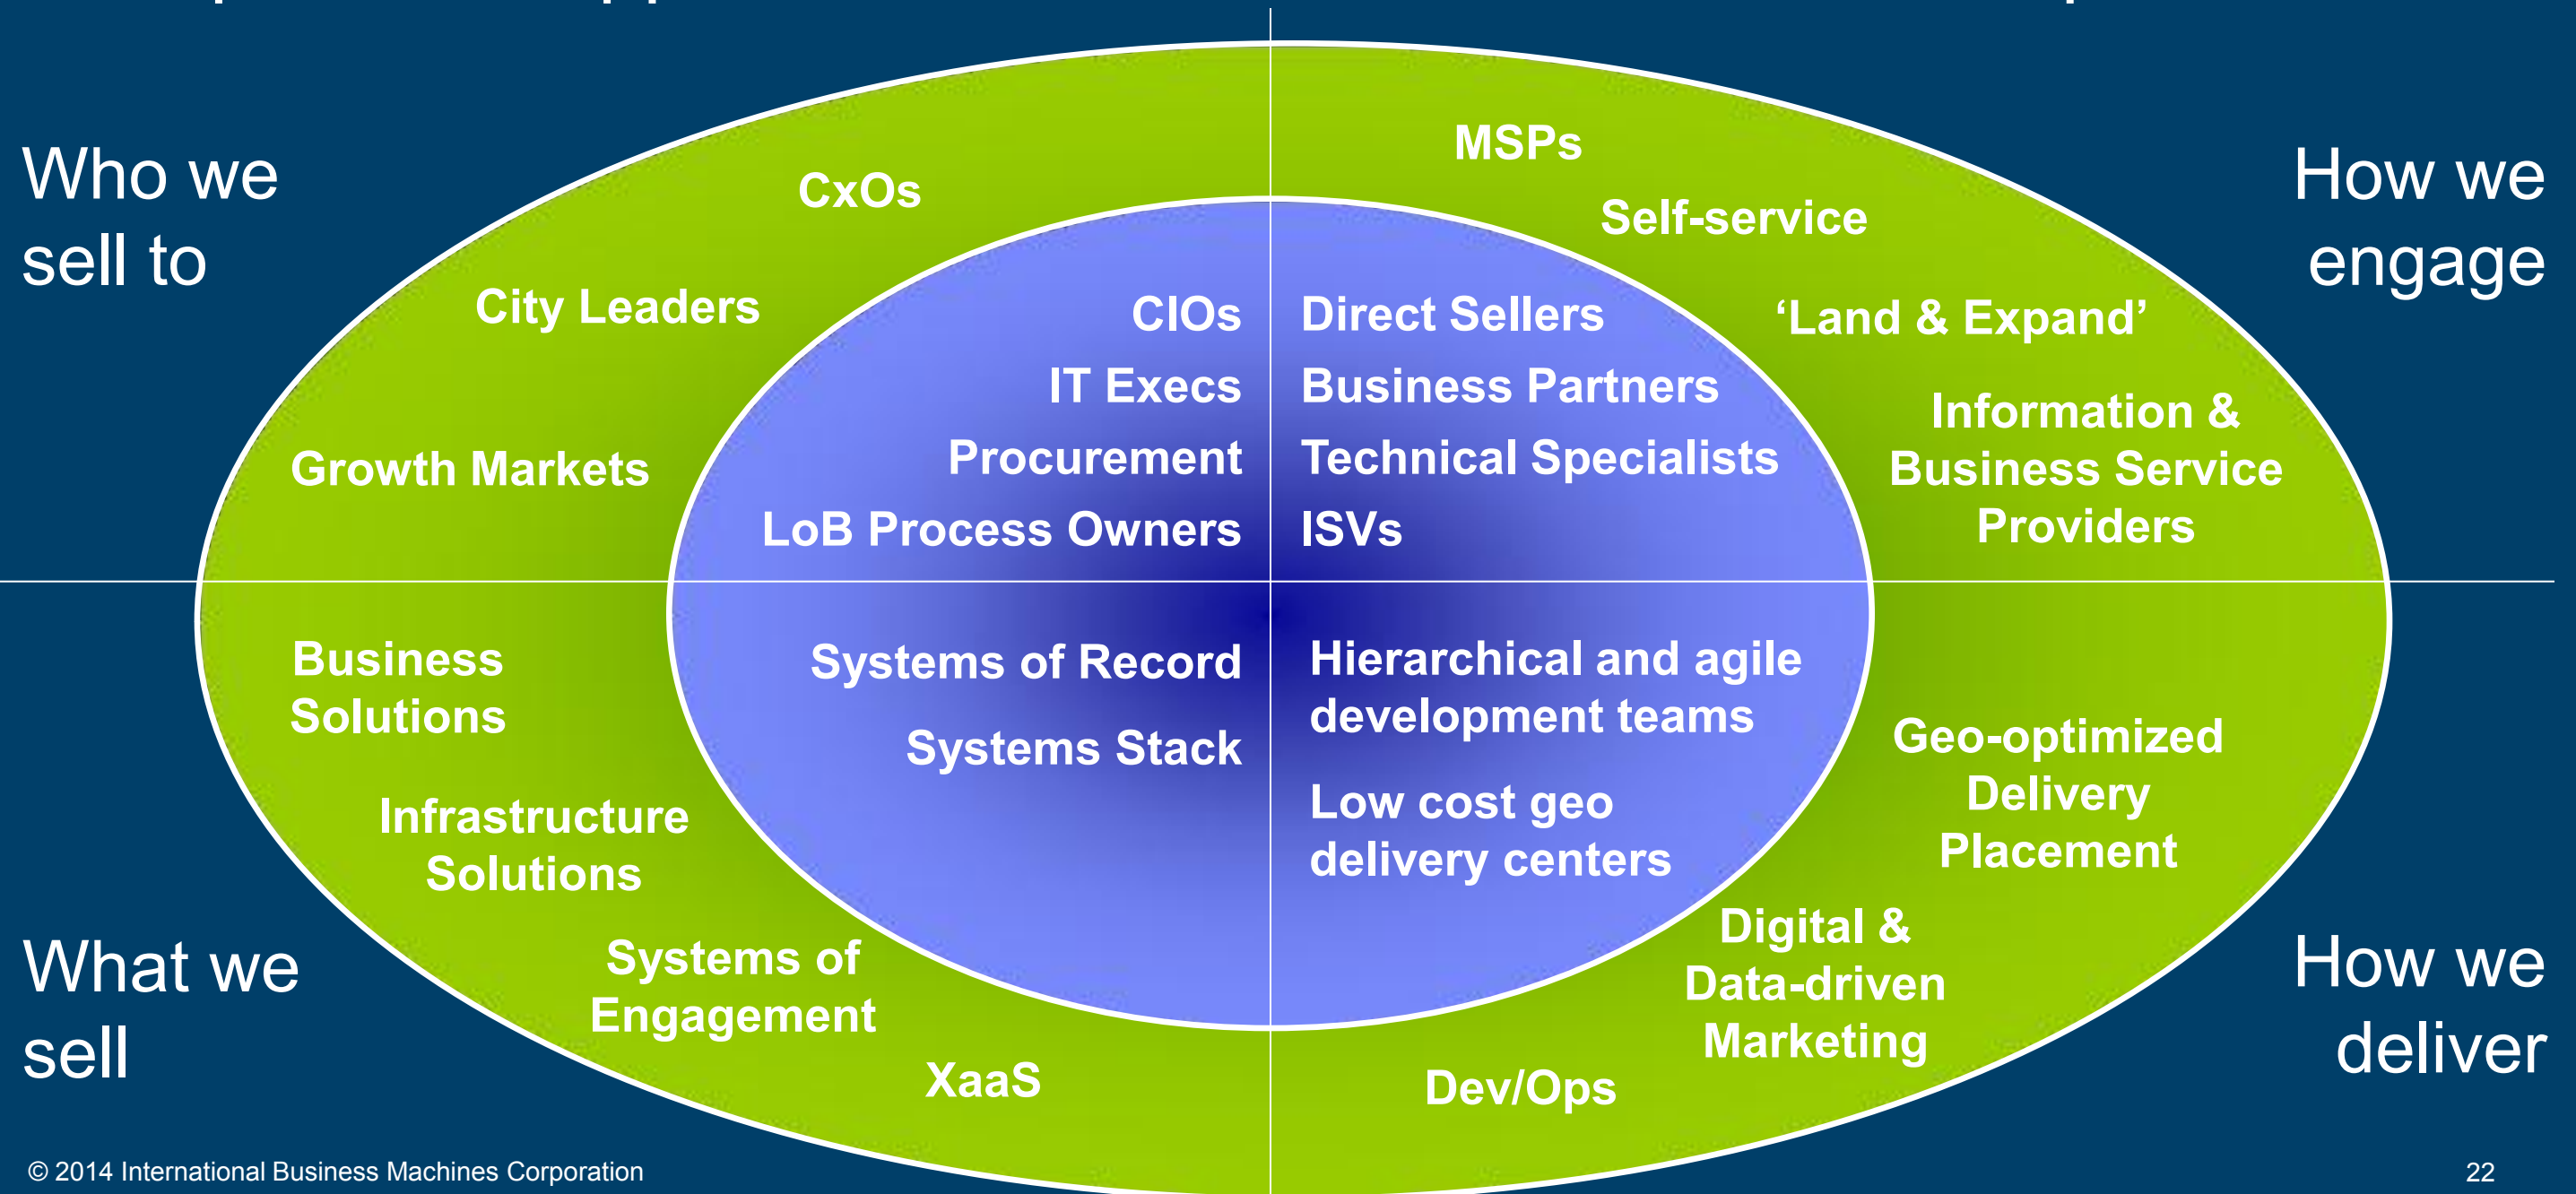 Who we
sell to
CxOs
City Leaders
Growth Markets
CIOs
IT Execs
Procurement
LoB Process Owners
How we
engage
MSPs
Self-service
‘Land & Expand’
Information &
Business Service
Providers
Direct Sellers
Business Partners
Technical Specialists
ISVs
What we
sell
Business
Solutions
Infrastructure
Solutions
Systems of
Engagement
XaaS
Systems of Record
Systems Stack
How we
deliver
Hierarchical and agile
development teams
Low cost geo
delivery centers
Geo-optimized
Delivery
Placement
Digital &
Data-driven
Marketing
Dev/Ops
© 2014 International Business Machines Corporation
22